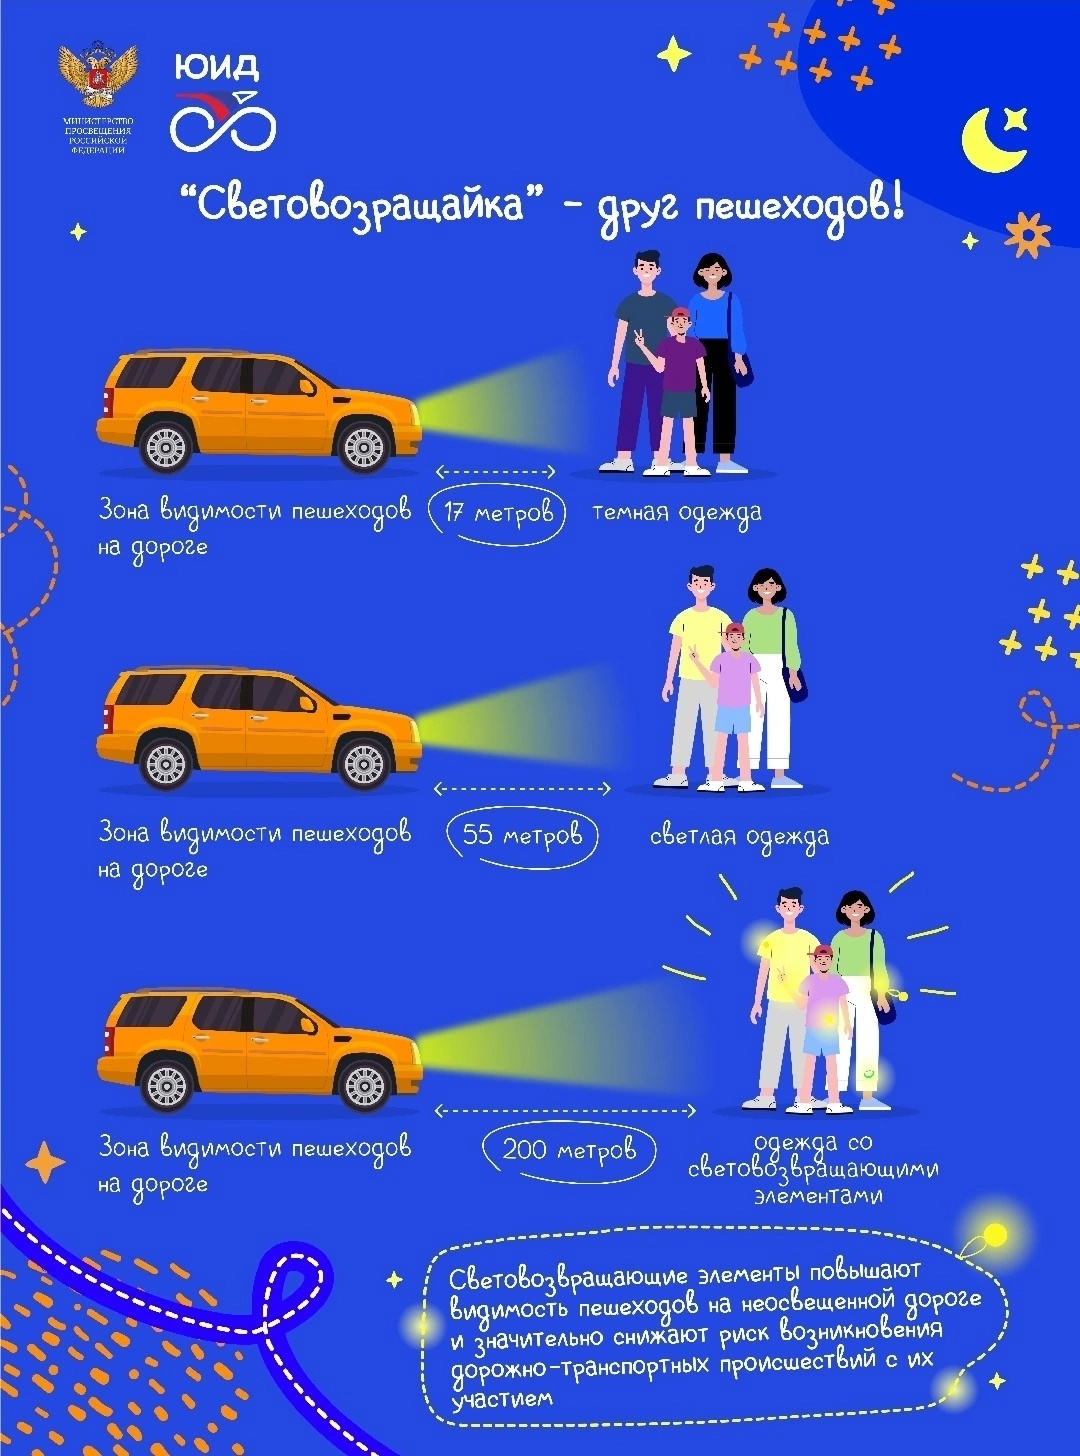 МИНИСТЕРСТВО
ПРОСВЕЩЕНИЯ
РОССИЙСКОЙ
ФЕДЕРАЦИИ
ЮИД
“Световозращайка” – друг пешеходов!
Зона видимости пешеходов
на дороге
17 метров
темная одежда
Зона видимости пешеходов
на дороге
55 метров
светлая одежда
Зона видимости пешеходов
на дороге
200 метров
одежда со
световозвращающими
элементами
Световозвращающие элементы повышают
видимость пешеходов на неосвещенной дороге
и значительно снижают риск возникновения
дорожно-транспортных происшествий с их
участием